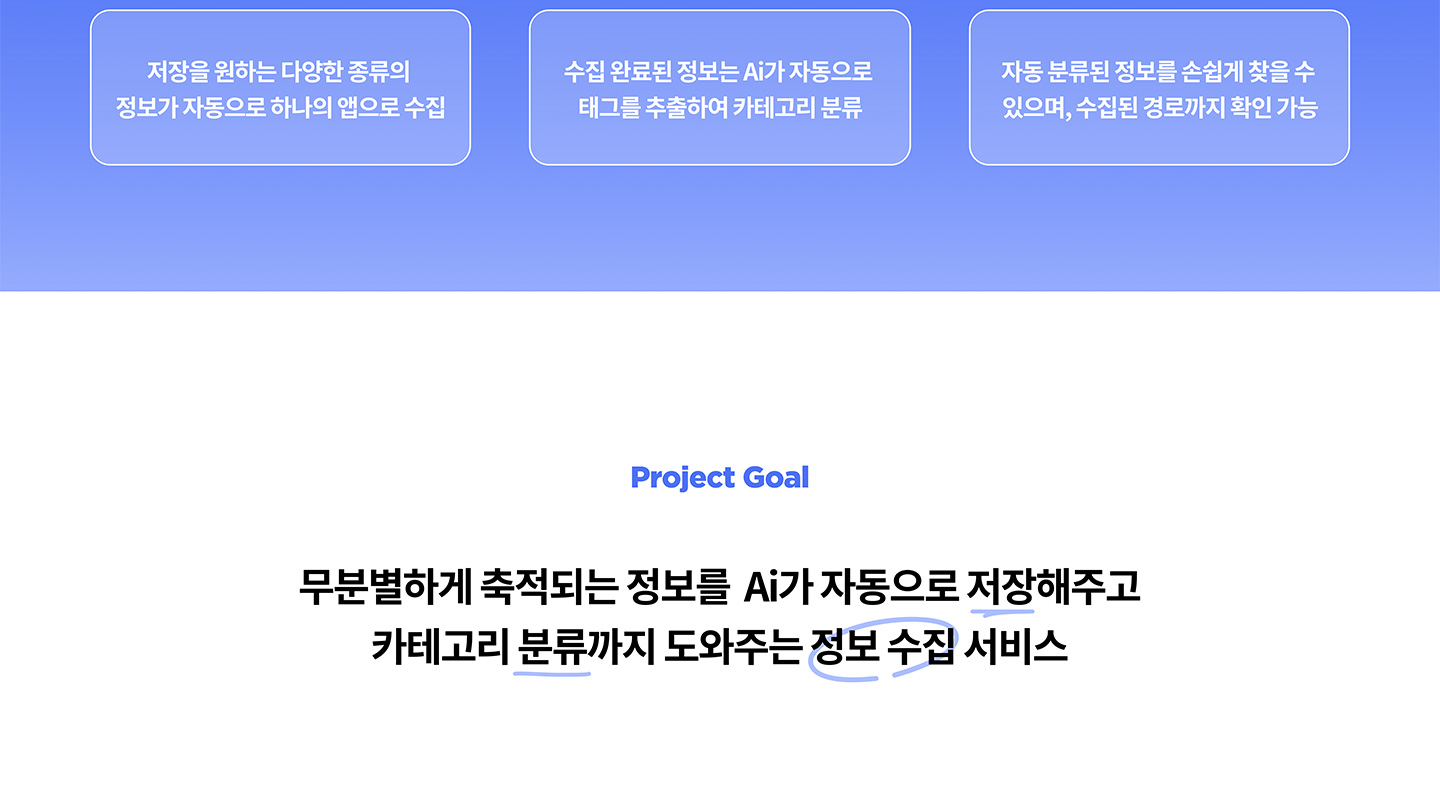 저장을 원하는 다양한 종류의
정보가 자동으로 하나의 앱으로 수집
수집 완료된 정보는 Ai가 자동으로
태그를 추출하여 카테고리 분류
자동 분류된 정보를 손쉽게 찾을 수
있으며, 수집된 경로까지 확인 가능
Project Goal
무분별하게 축적되는 정보를 Ai가 자동으로 저장해주고
카테고리 분류까지 도와주는 정보 수집 서비스